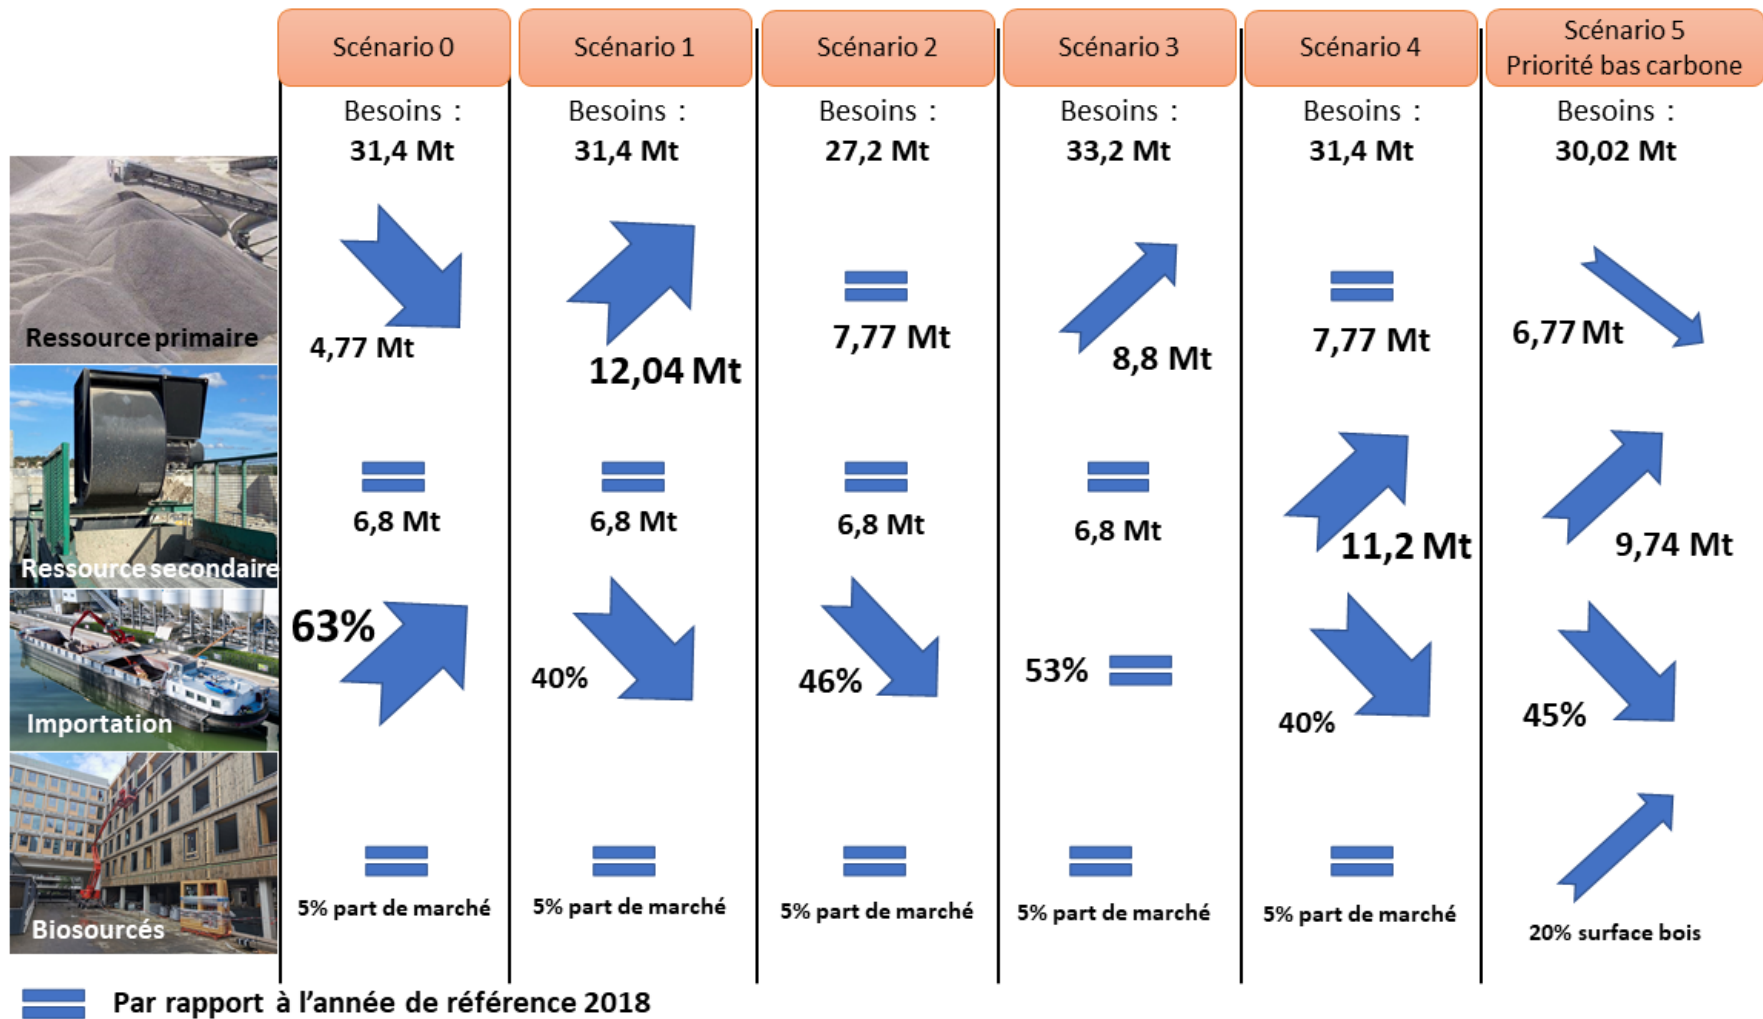 Scénario 0
Scénario 1
Scénario 2
Scénario 3
Scénario 4
Scénario 5
Priorité bas carbone
Besoins :
31,4 Mt
Besoins :
31,4 Mt
Besoins :
27,2 Mt
Besoins :
33,2 Mt
Besoins :
31,4 Mt
Besoins :
30,02 Mt
Ressource primaire
4,77 Mt
12,04 Mt
7,77 Mt
8,8 Mt
7,77 Mt
6,77 Mt
Ressource secondaire
6,8 Mt
6,8 Mt
6,8 Mt
6,8 Mt
11,2 Mt
9,74 Mt
Importation
63%
40%
46%
53%
40%
45%
Biosourcés
5% part de marché
5% part de marché
5% part de marché
5% part de marché
5% part de marché
20% surface bois
Par rapport à l’année de référence 2018